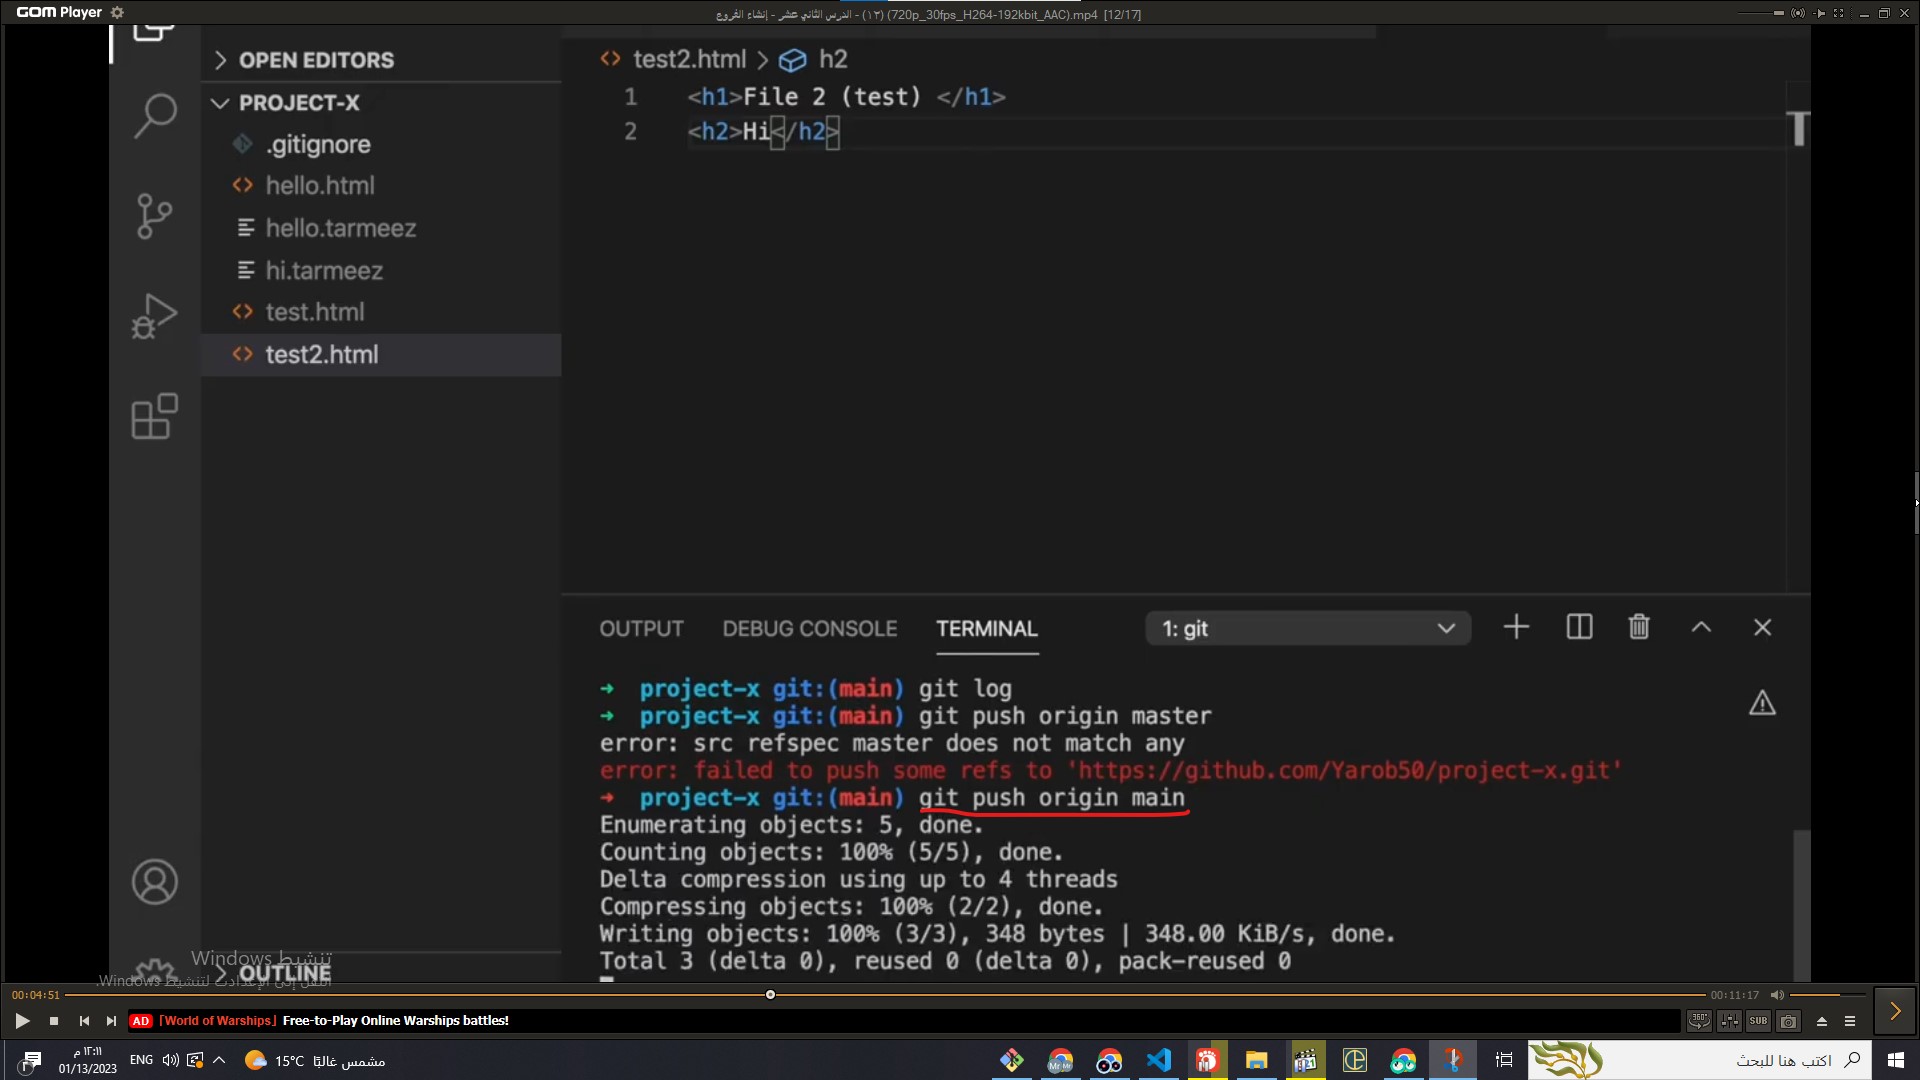 GOM Player
الدرس الثاني عشر - إنشاء الفروع - (١٢) (720p_30fps_H264-192kbit_AAC).mp4 [12/17]
OPEN EDITORS
PROJECT-X
.gitignore
hello.html
hello.tarmeez
hi.tarmeez
test.html
test2.html
OUTLINE
test2.html > h2
1 <h1>File 2 (test) </h1>
2 <h2>Hi</h2>
OUTPUT DEBUG CONSOLE TERMINAL 1: git
➜ project-x git:(main) git log
➜ project-x git:(main) git push origin master
error: src refspec master does not match any
error: failed to push some refs to 'https://github.com/Yarob50/project-x.git'
➜ project-x git:(main) git push origin main
Enumerating objects: 5, done.
Counting objects: 100% (5/5), done.
Delta compression using up to 4 threads
Compressing objects: 100% (2/2), done.
Writing objects: 100% (3/3), 348 bytes | 348.00 KiB/s, done.
Total 3 (delta 0), reused 0 (delta 0), pack-reused 0
تنشيط Windows
انتقل إلى الإعدادات لتنشيط Windows.
00:04:51 00:11:17
AD [World of Warships] Free-to-Play Online Warships battles!
360° SUB
١٢:١١ م
01/13/2023
ENG
15°C مشمس غالبًا
اكتب هنا للبحث